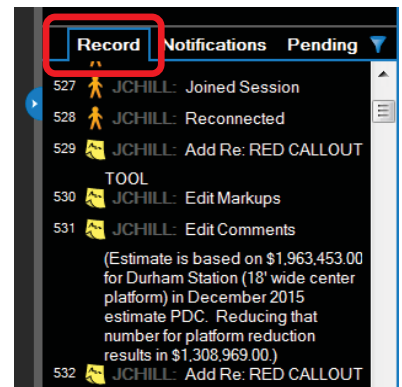 Record Notifications Pending
527 JCHILL: Joined Session
528 JCHILL: Reconnected
529 JCHILL: Add Re: RED CALLOUT
TOOL
530 JCHILL: Edit Markups
531 JCHILL: Edit Comments
(Estimate is based on $1,963,453.00
for Durham Station (18' wide center
platform) in December 2015
estimate PDC. Reducing that
number for platform reduction
results in $1,308,969.00.)
532 JCHILL: Add Re: RED CALLOUT